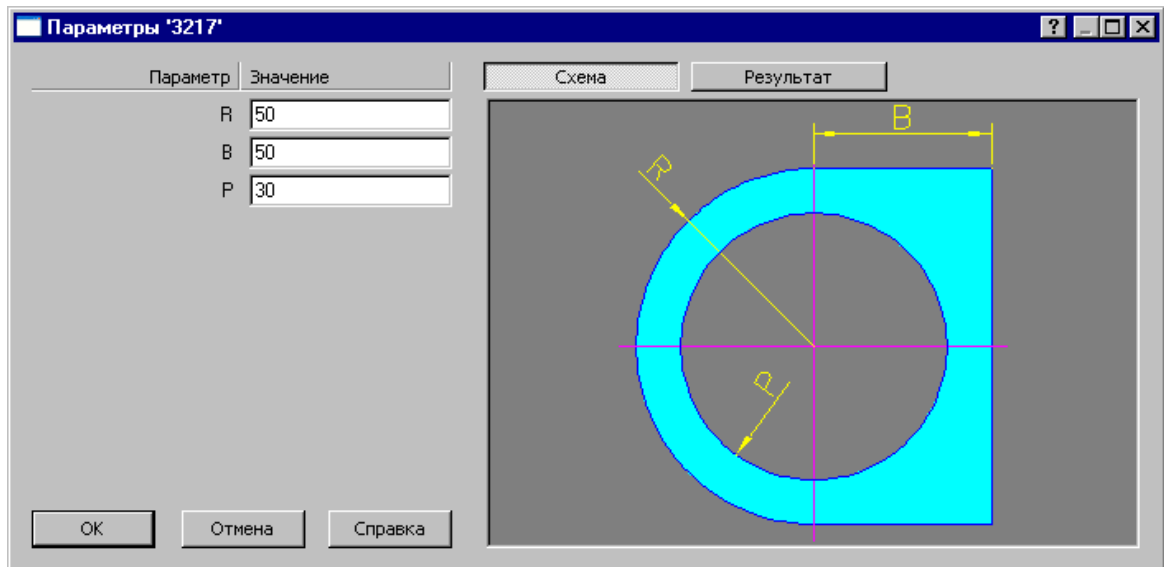 Параметры '3217'
Параметр Значение
R 50
B 50
P 30
OK Отмена Справка
Схема Результат
B
R
P